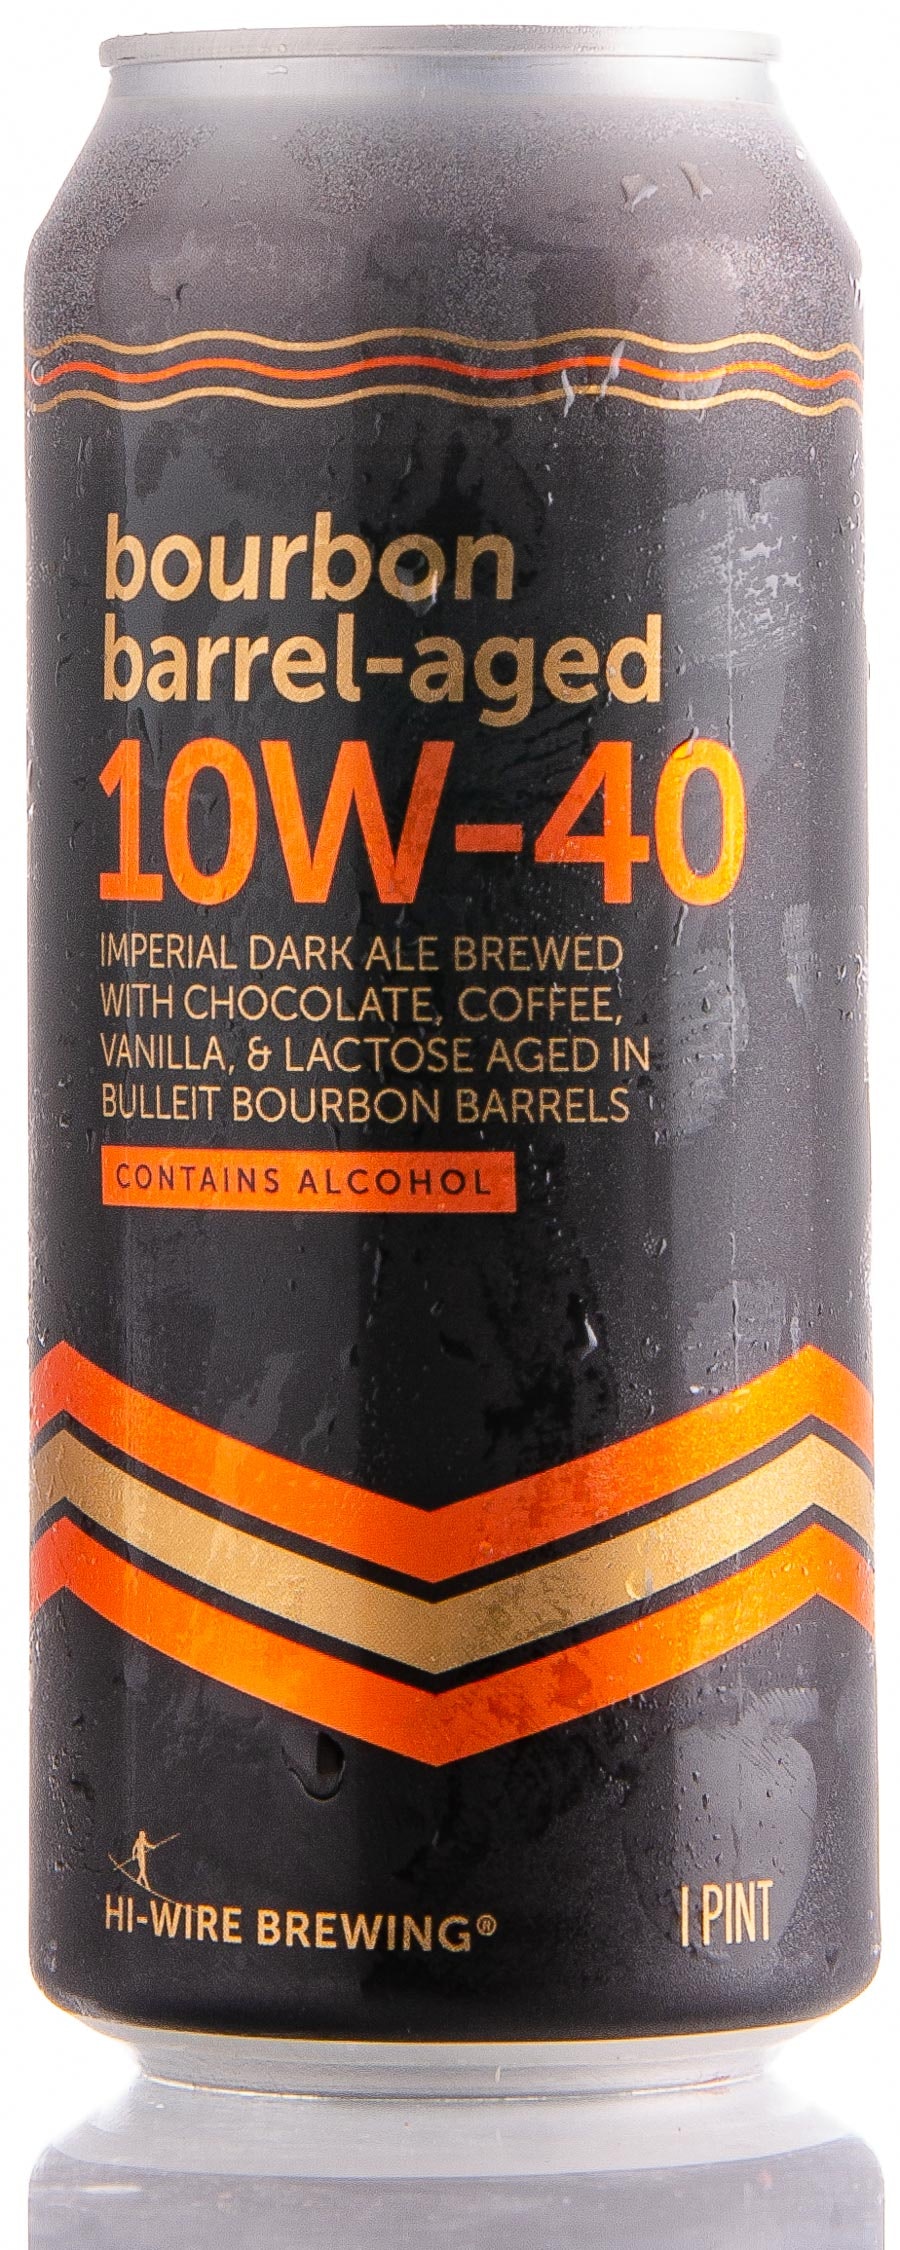 bourbon
barrel-aged
10W-40
IMPERIAL DARK ALE BREWED
WITH CHOCOLATE, COFFEE,
VANILLA, & LACTOSE AGED IN
BULLEIT BOURBON BARRELS
CONTAINS ALCOHOL
HI-WIRE BREWING®
1 PINT